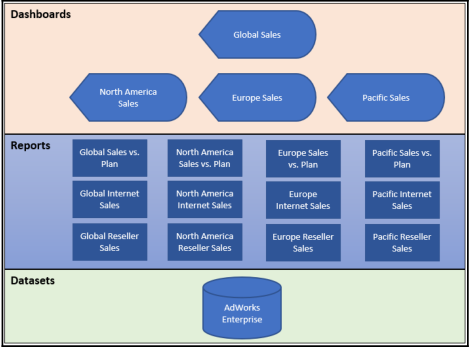 Dashboards
Global Sales
North America
Sales
Europe Sales
Pacific Sales
Reports
Global Sales vs.
Plan
North America
Sales vs. Plan
Europe Sales
vs. Plan
Pacific Sales vs.
Plan
Global Internet
Sales
North America
Internet Sales
Europe
Internet Sales
Pacific Internet
Sales
Global Reseller
Sales
North America
Reseller Sales
Europe Reseller
Sales
Pacific Reseller
Sales
Datasets
AdWorks
Enterprise